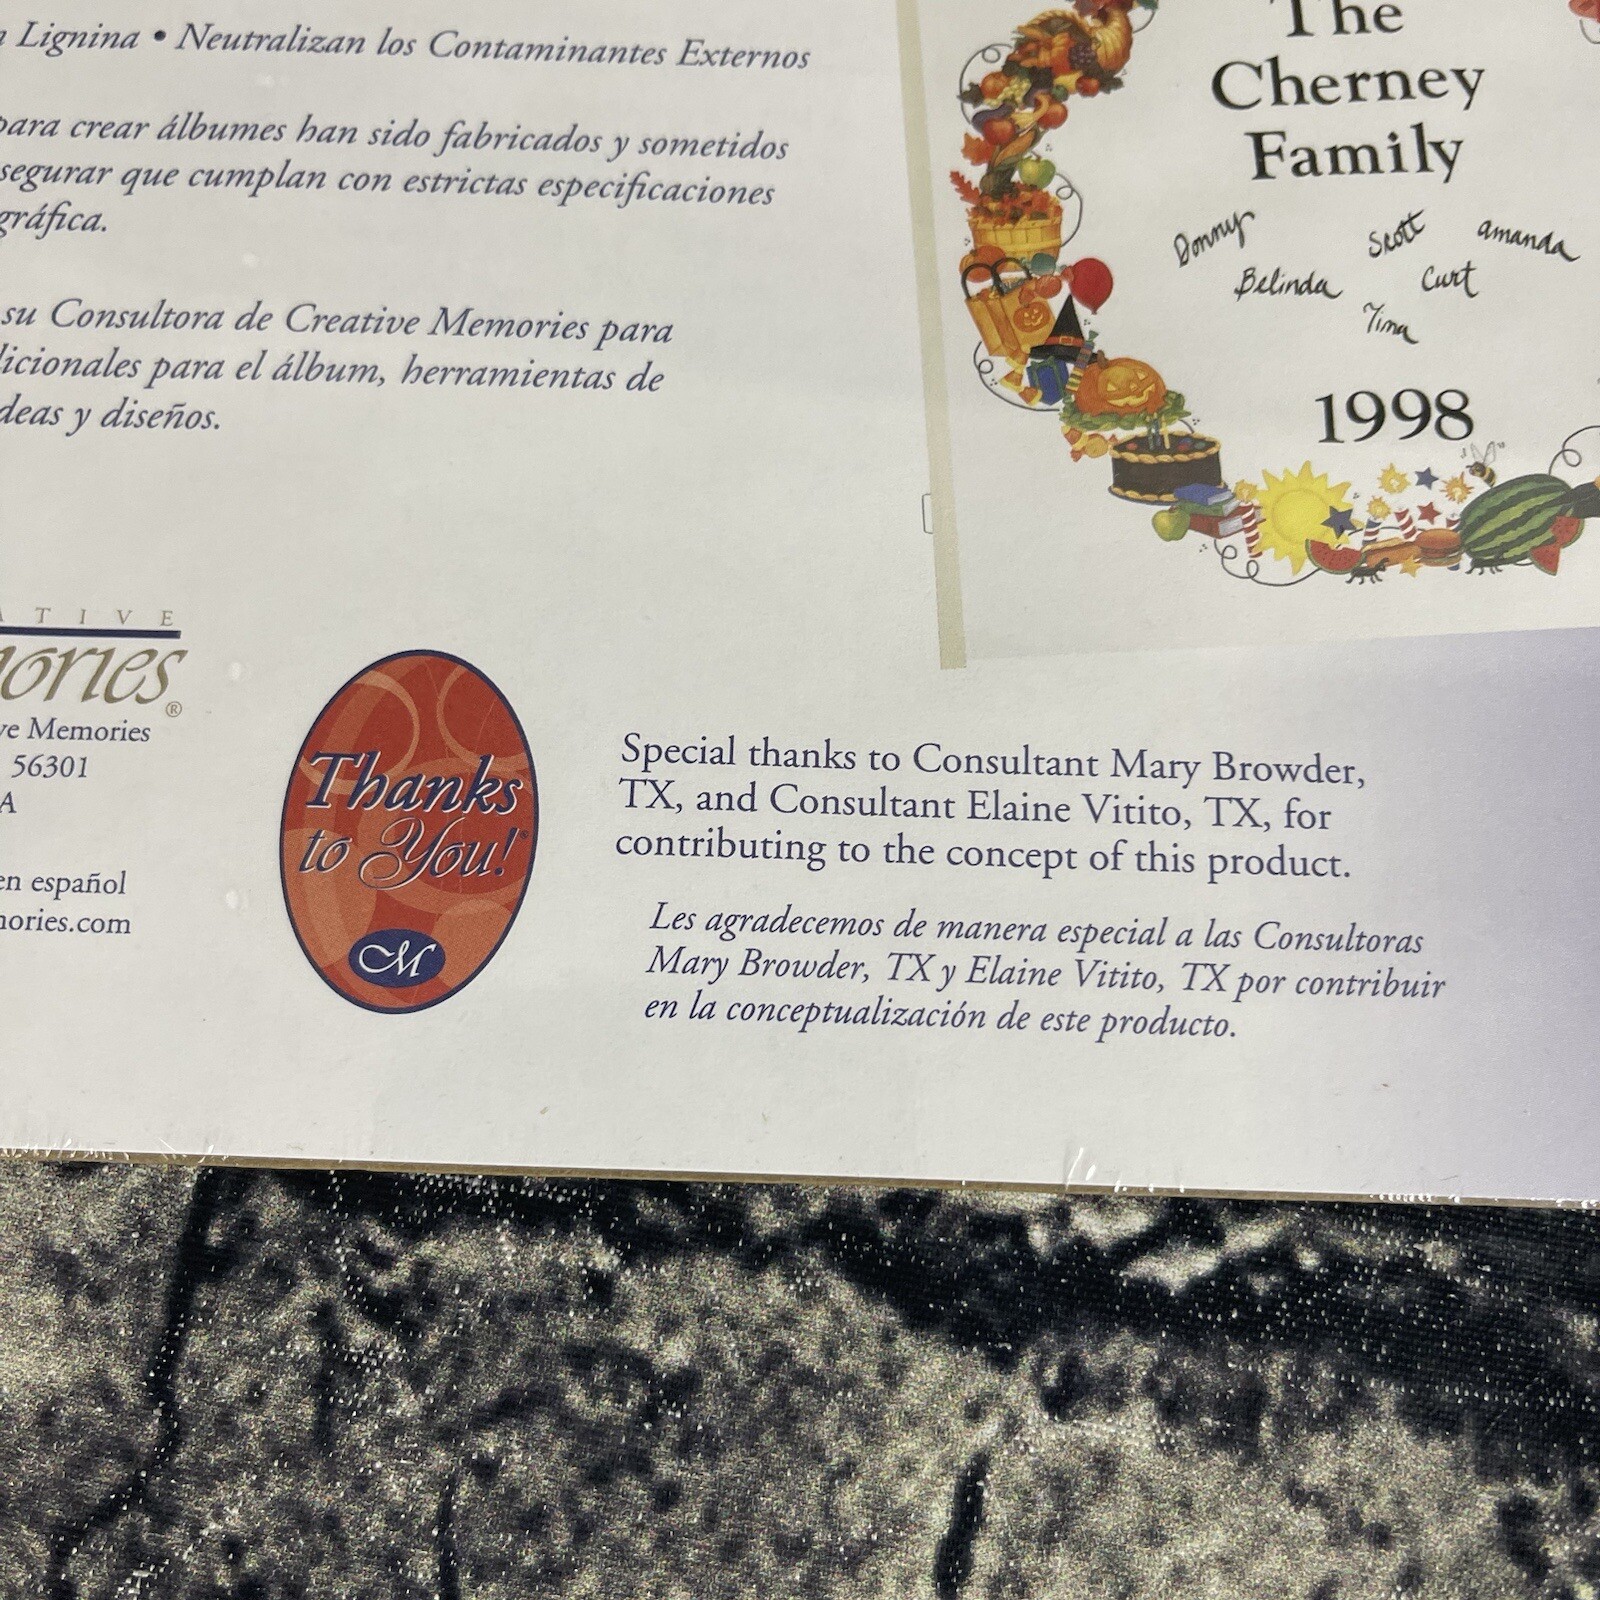 Lignina • Neutralizan los Contaminantes Externos
para crear álbumes han sido fabricados y sometidos
segurar que cumplan con estrictas especificaciones
gráfica.
su Consultora de Creative Memories para
licionales para el álbum, herramientas de
deas y diseños.
The
Cherney
Family
Donny Scott amanda
Belinda Curt
Tina
1998
ATIVE
ories®
ve Memories
56301
A
en español
nories.com
Thanks
to You!®
M
Special thanks to Consultant Mary Browder,
TX, and Consultant Elaine Vitito, TX, for
contributing to the concept of this product.
Les agradecemos de manera especial a las Consultoras
Mary Browder, TX y Elaine Vitito, TX por contribuir
en la conceptualización de este producto.